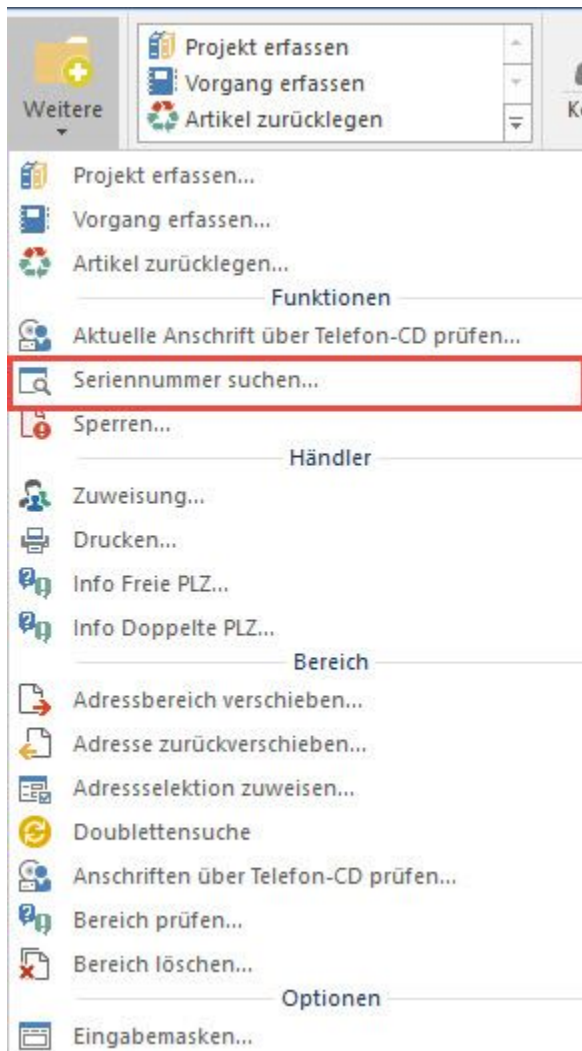 Projekt erfassen
Vorgang erfassen
Weitere
Artikel zurücklegen
Projekt erfassen...
Vorgang erfassen...
Artikel zurücklegen...
Funktionen
Aktuelle Anschrift über Telefon-CD prüfen...
Seriennummer suchen...
Sperren...
Händler
Zuweisung...
Drucken...
Info Freie PLZ...
Info Doppelte PLZ...
Bereich
Adressbereich verschieben...
Adresse zurückverschieben...
Adressselektion zuweisen...
Doublettensuche
Anschriften über Telefon-CD prüfen...
Bereich prüfen...
Bereich löschen...
Optionen
Eingabemasken...